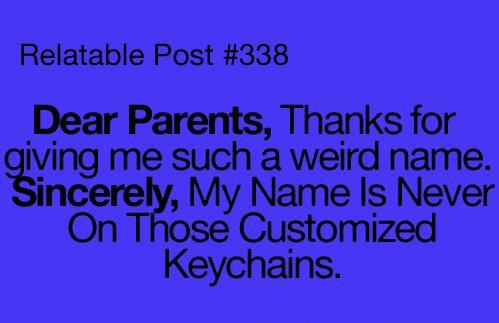 Relatable Post #338
Dear Parents, Thanks for
giving me such a weird name.
Sincerely, My Name Is Never
On Those Customized
Keychains.